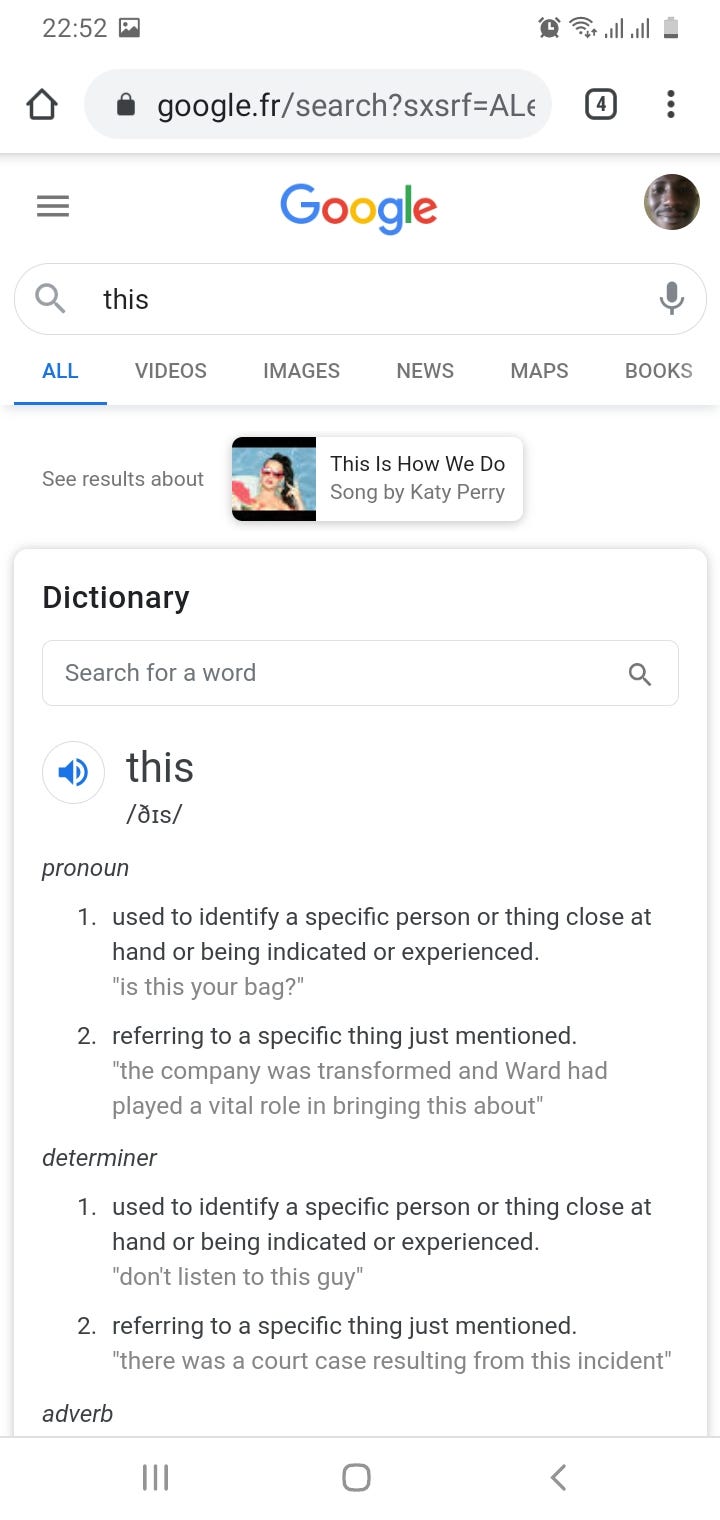 22:52
google.fr/search?sxsrf=ALe
4
Google
this
ALL VIDEOS IMAGES NEWS MAPS BOOKS
See results about
This Is How We Do
Song by Katy Perry
Dictionary
Search for a word
this
/ðɪs/
pronoun
1. used to identify a specific person or thing close at
hand or being indicated or experienced.
"is this your bag?"
2. referring to a specific thing just mentioned.
"the company was transformed and Ward had
played a vital role in bringing this about"
determiner
1. used to identify a specific person or thing close at
hand or being indicated or experienced.
"don't listen to this guy"
2. referring to a specific thing just mentioned.
"there was a court case resulting from this incident"
adverb